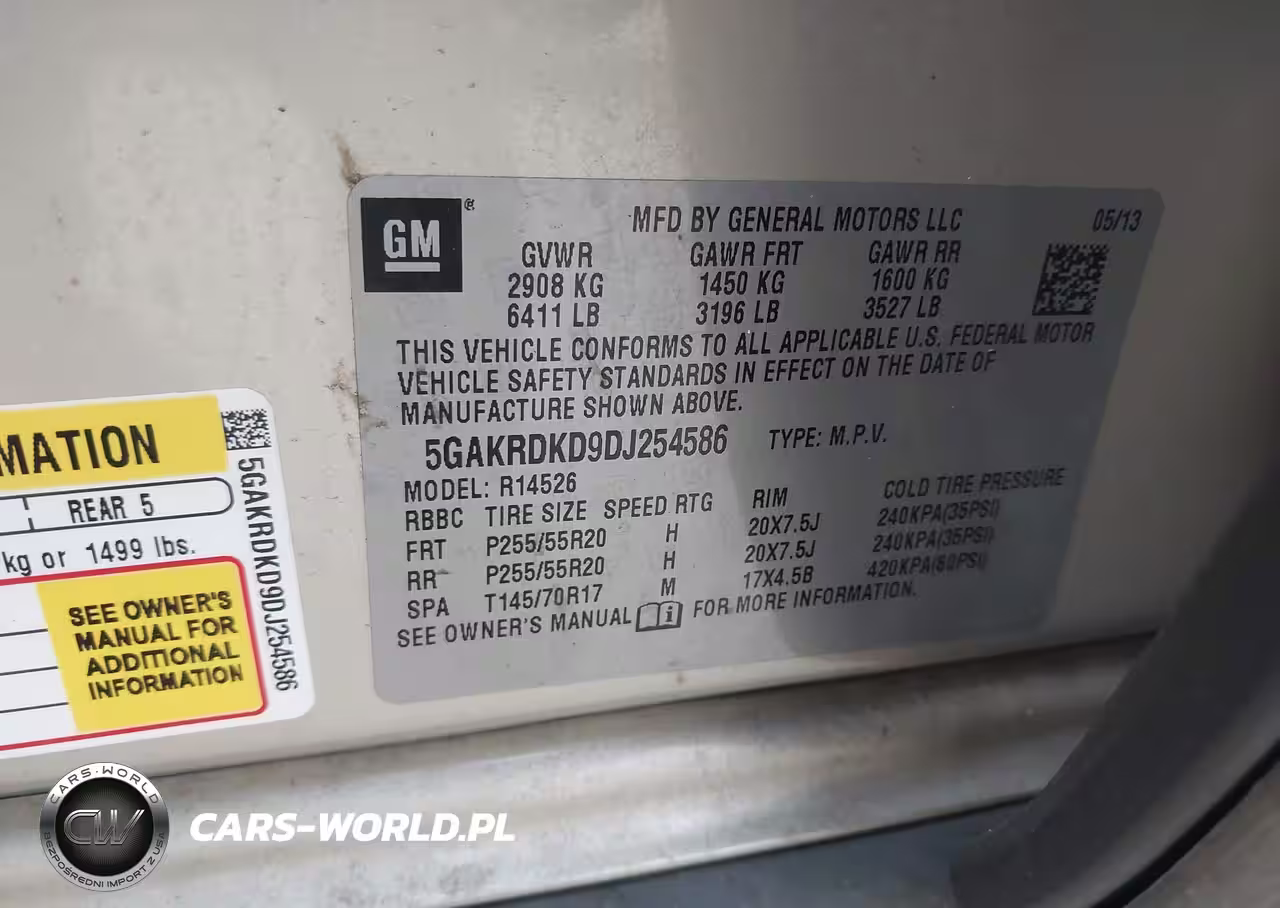 GM
MFD BY GENERAL MOTORS LLC 05/13
GVWR GAWR FRT GAWR RR
2908 KG 1450 KG 1600 KG
6411 LB 3196 LB 3527 LB
THIS VEHICLE CONFORMS TO ALL APPLICABLE U.S. FEDERAL MOTOR
VEHICLE SAFETY STANDARDS IN EFFECT ON THE DATE OF
MANUFACTURE SHOWN ABOVE.
5GAKRDKD9DJ254586 TYPE: M.P.V.
MODEL: R14526
RBBC TIRE SIZE SPEED RTG RIM COLD TIRE PRESSURE
FRT P255/55R20 H 20X7.5J 240KPA(35PSI)
RR P255/55R20 H 20X7.5J 240KPA(35PSI)
SPA T145/70R17 M 17X4.5B 420KPA(60PSI)
SEE OWNER'S MANUAL FOR MORE INFORMATION.
MATION
REAR 5
kg or 1499 lbs.
SEE OWNER'S
MANUAL FOR
ADDITIONAL
INFORMATION
5GAKRDKD9DJ254586
CARS-WORLD
CW
BEZPOŚREDNI IMPORT Z USA
CARS-WORLD.PL